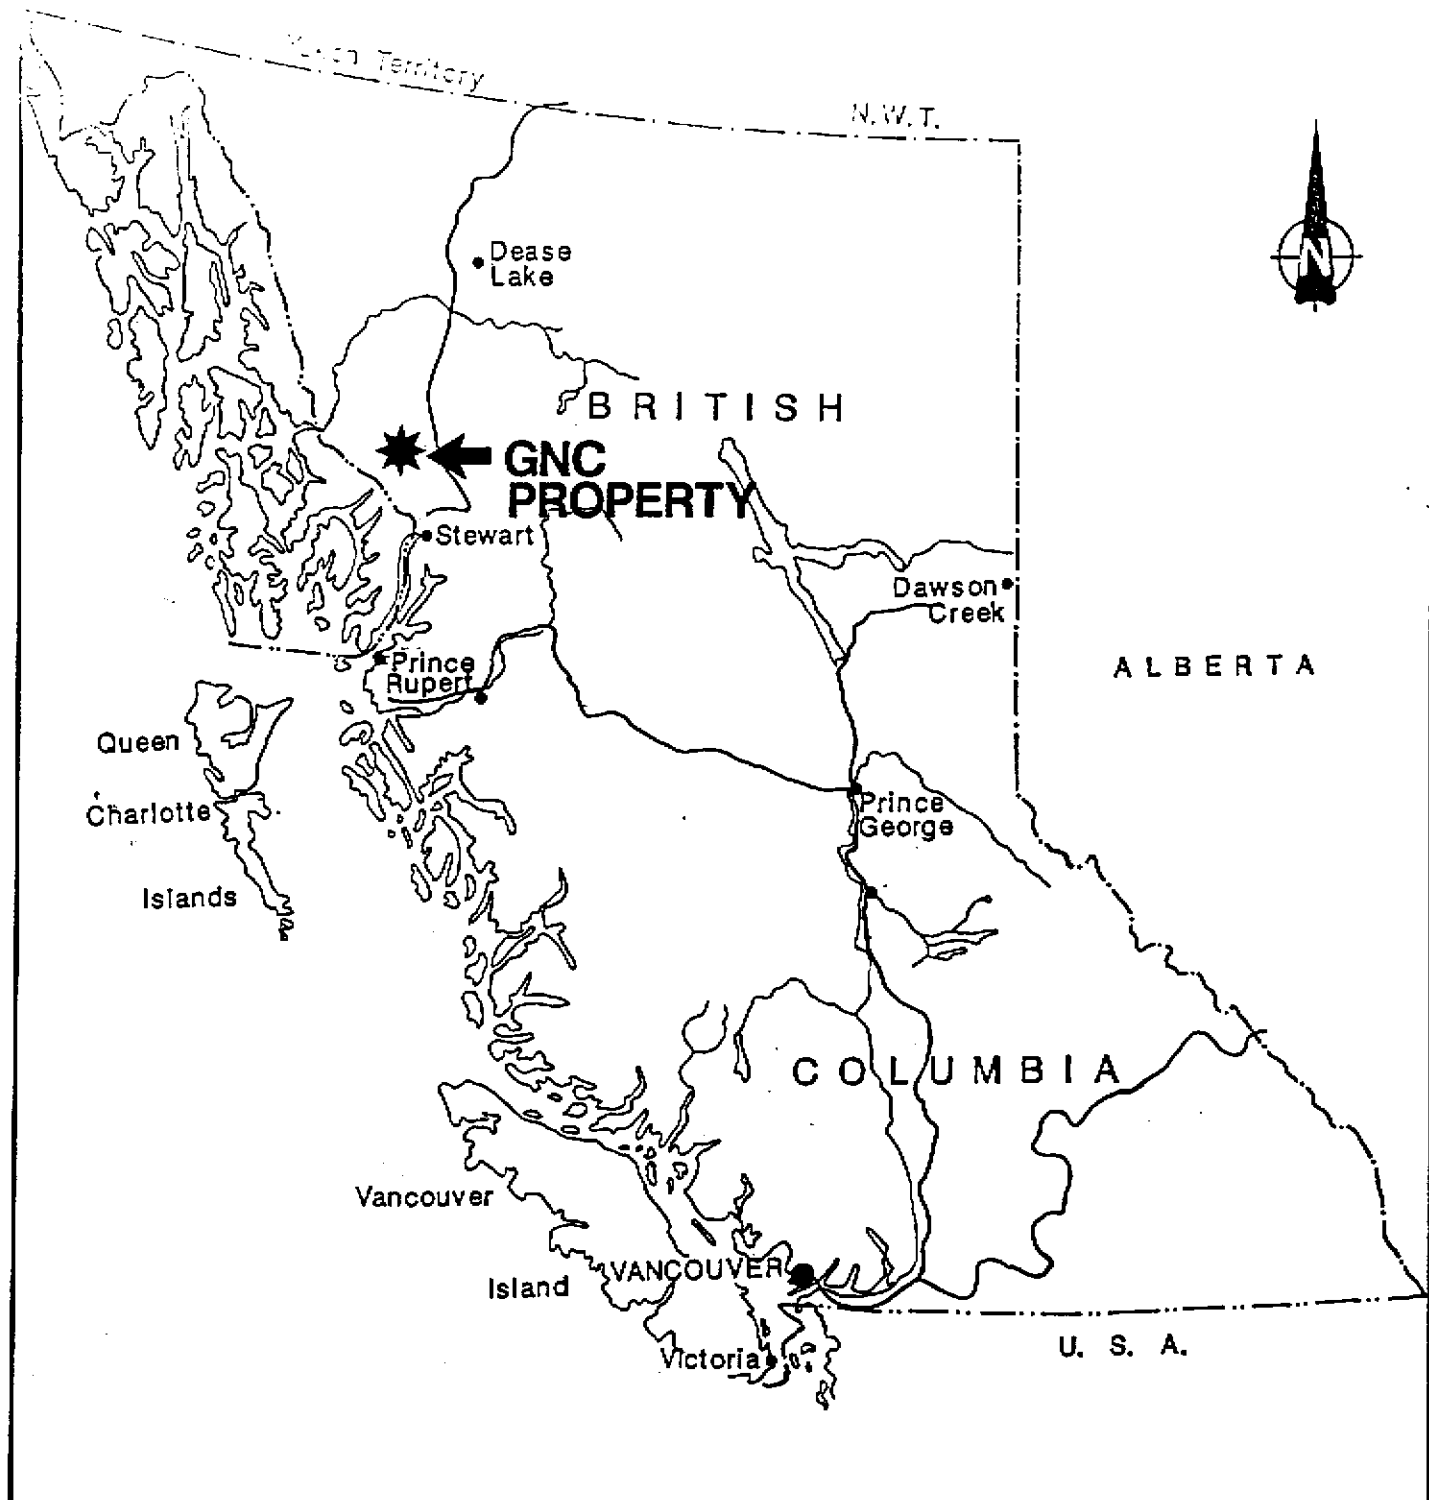 Territory
N.W.T.
N
Dease
Lake
BRITISH
GNC
PROPERTY
Stewart
Dawson
Creek
ALBERTA
Prince
Rupert
Queen
Charlotte
Islands
Prince
George
COLUMBIA
Vancouver
Island
VANCOUVER
Victoria
U. S. A.